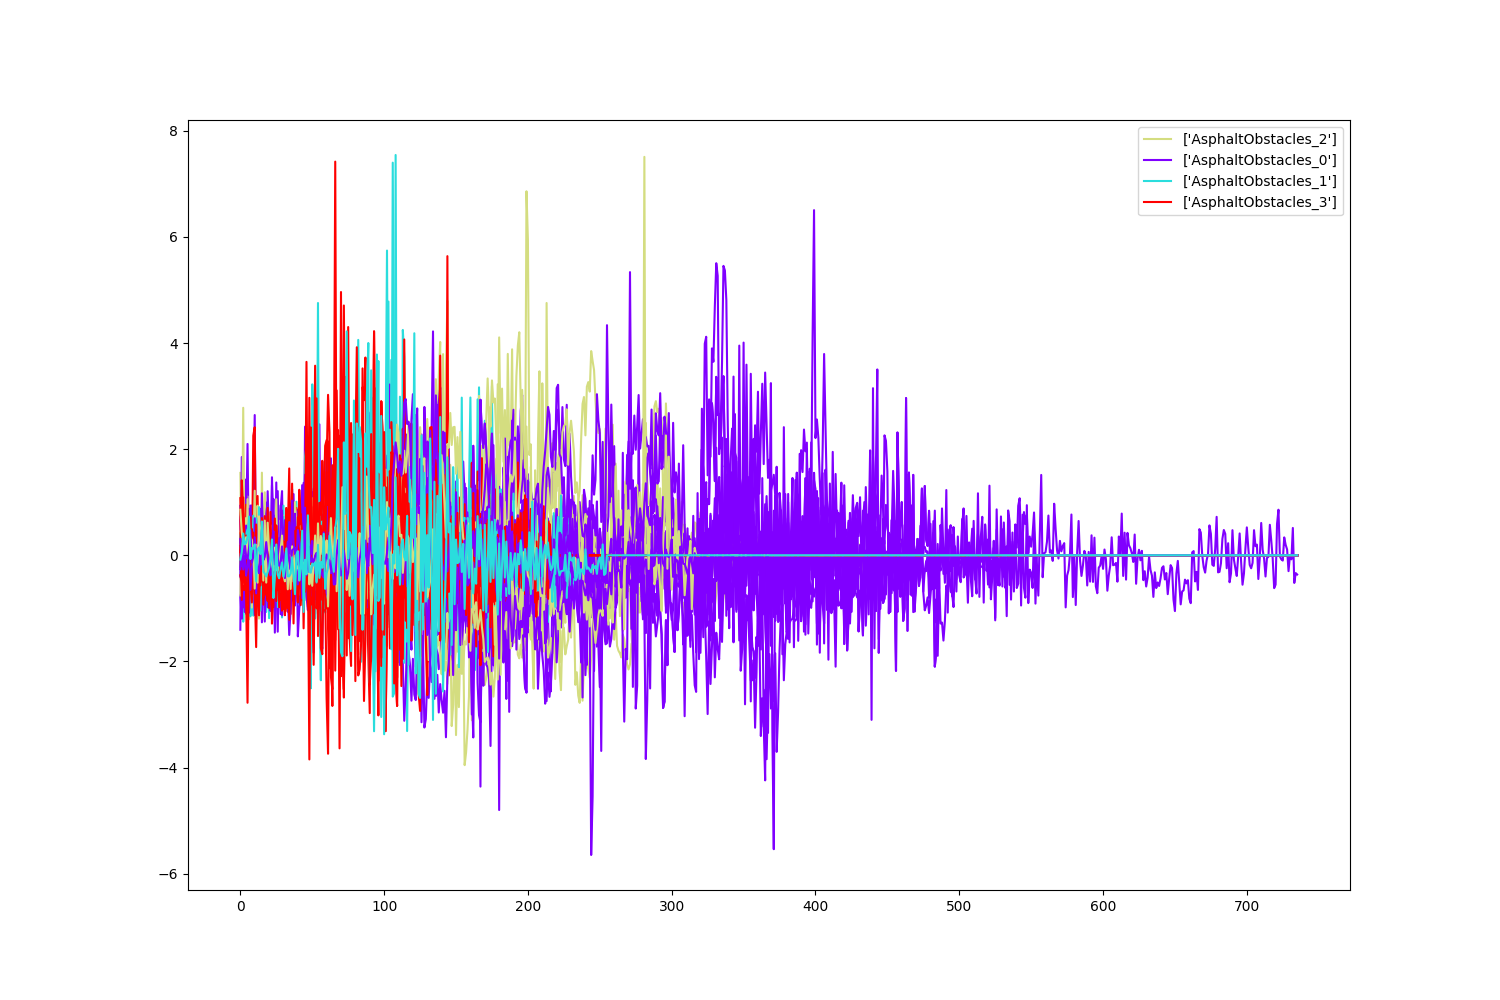 8
6
4
2
0
−2
−4
−6
0 100 200 300 400 500 600 700
['AsphaltObstacles_2']
['AsphaltObstacles_0']
['AsphaltObstacles_1']
['AsphaltObstacles_3']